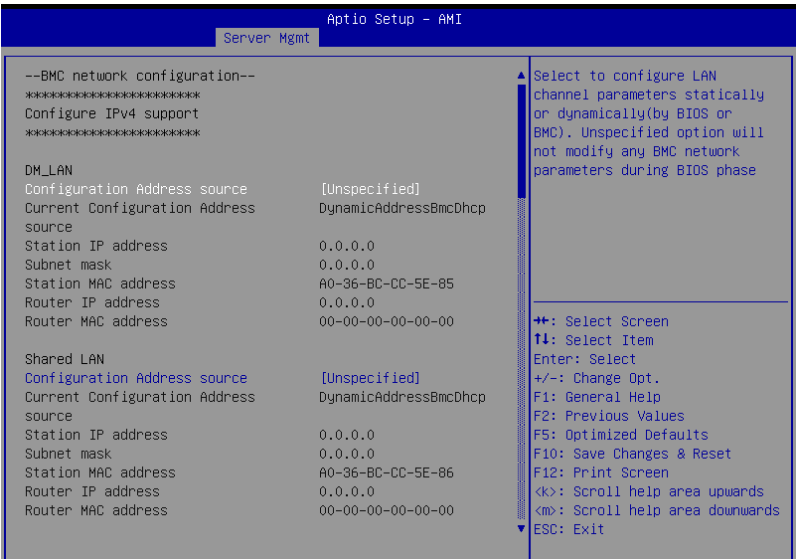 Aptio Setup – AMI
Server Mgmt
--BMC network configuration--
**********************
Configure IPv4 support
**********************
DM_LAN
Configuration Address source [Unspecified]
Current Configuration Address DynamicAddressBmcDhcp
source
Station IP address 0.0.0.0
Subnet mask 0.0.0.0
Station MAC address A0-36-BC-CC-5E-85
Router IP address 0.0.0.0
Router MAC address 00-00-00-00-00-00
Shared LAN
Configuration Address source [Unspecified]
Current Configuration Address DynamicAddressBmcDhcp
source
Station IP address 0.0.0.0
Subnet mask 0.0.0.0
Station MAC address A0-36-BC-CC-5E-86
Router IP address 0.0.0.0
Router MAC address 00-00-00-00-00-00
Select to configure LAN
channel parameters statically
or dynamically(by BIOS or
BMC). Unspecified option will
not modify any BMC network
parameters during BIOS phase
→←: Select Screen
↑↓: Select Item
Enter: Select
+/-: Change Opt.
F1: General Help
F2: Previous Values
F5: Optimized Defaults
F10: Save Changes & Reset
F12: Print Screen
<k>: Scroll help area upwards
<m>: Scroll help area downwards
ESC: Exit